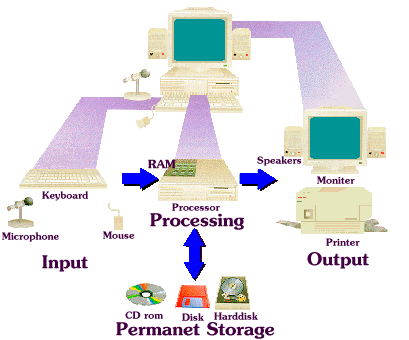 RAM
Speakers
Keyboard
Moniter
Processor
Processing
Microphone
Mouse
Printer
Input
Output
CD rom
Disk
Harddisk
Permanet Storage